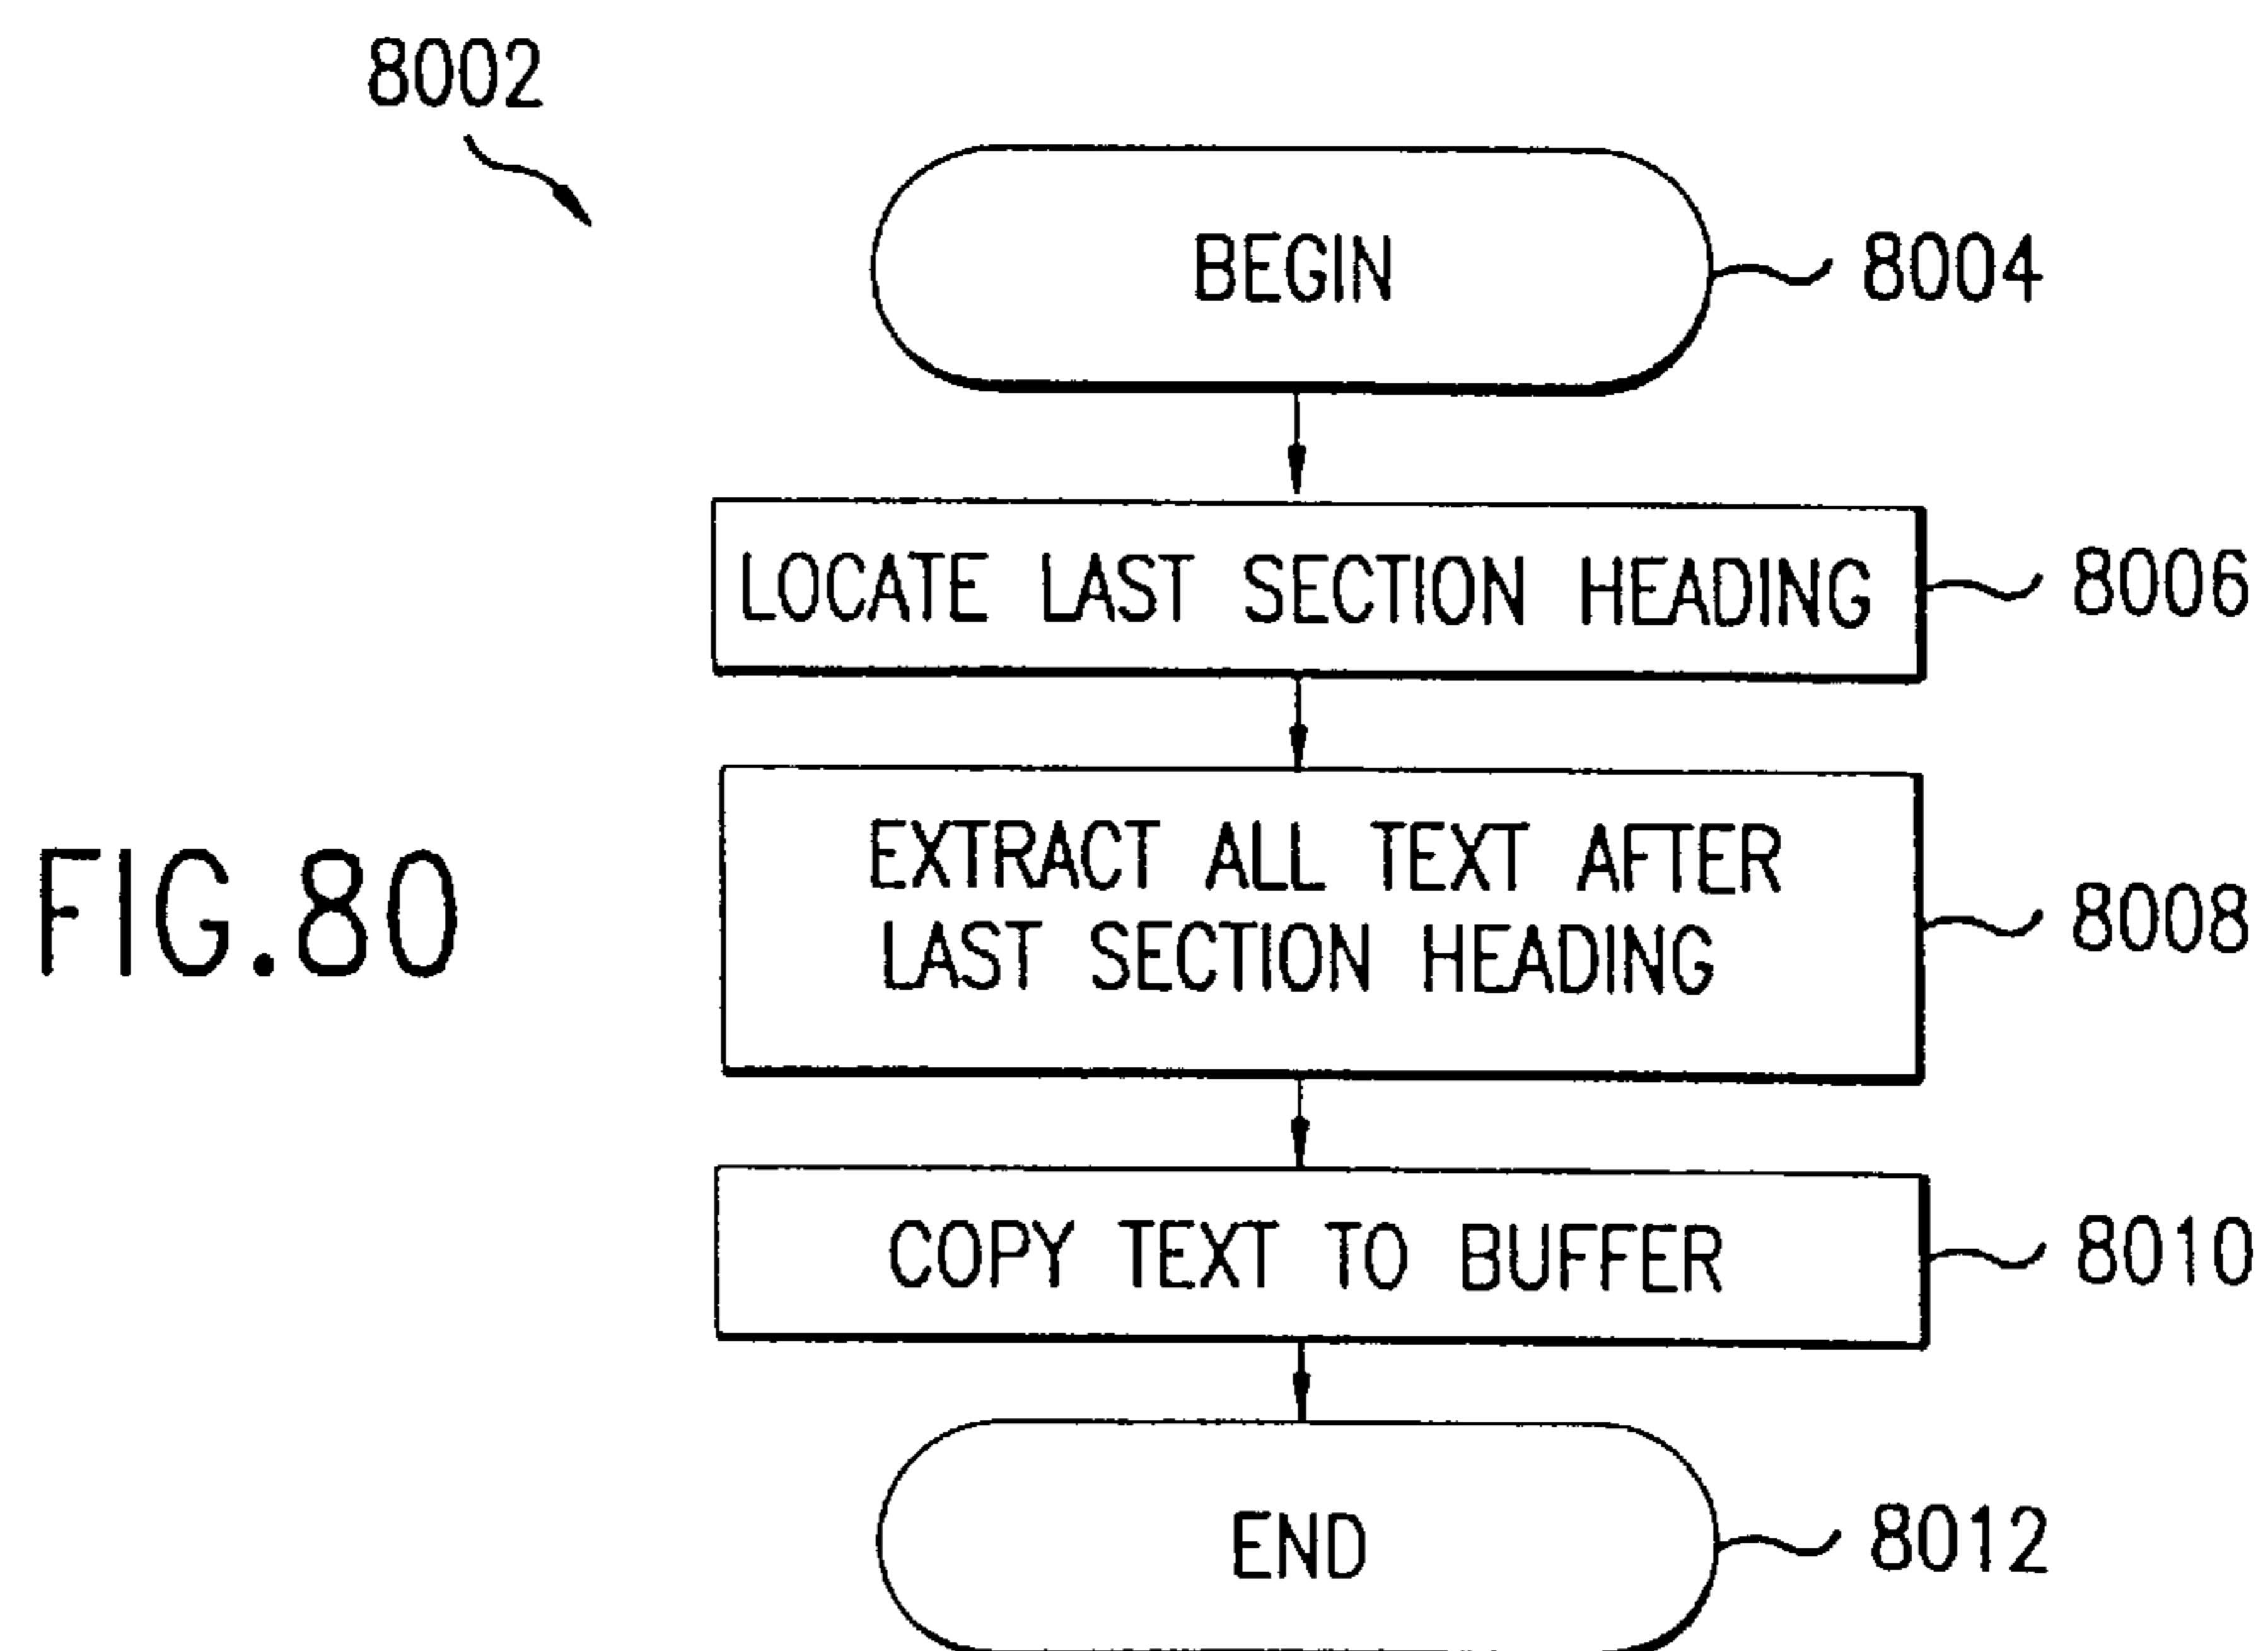 8002
BEGIN
8004
LOCATE LAST SECTION HEADING
8006
EXTRACT ALL TEXT AFTER
LAST SECTION HEADING
8008
FIG.80
COPY TEXT TO BUFFER
8010
END
8012